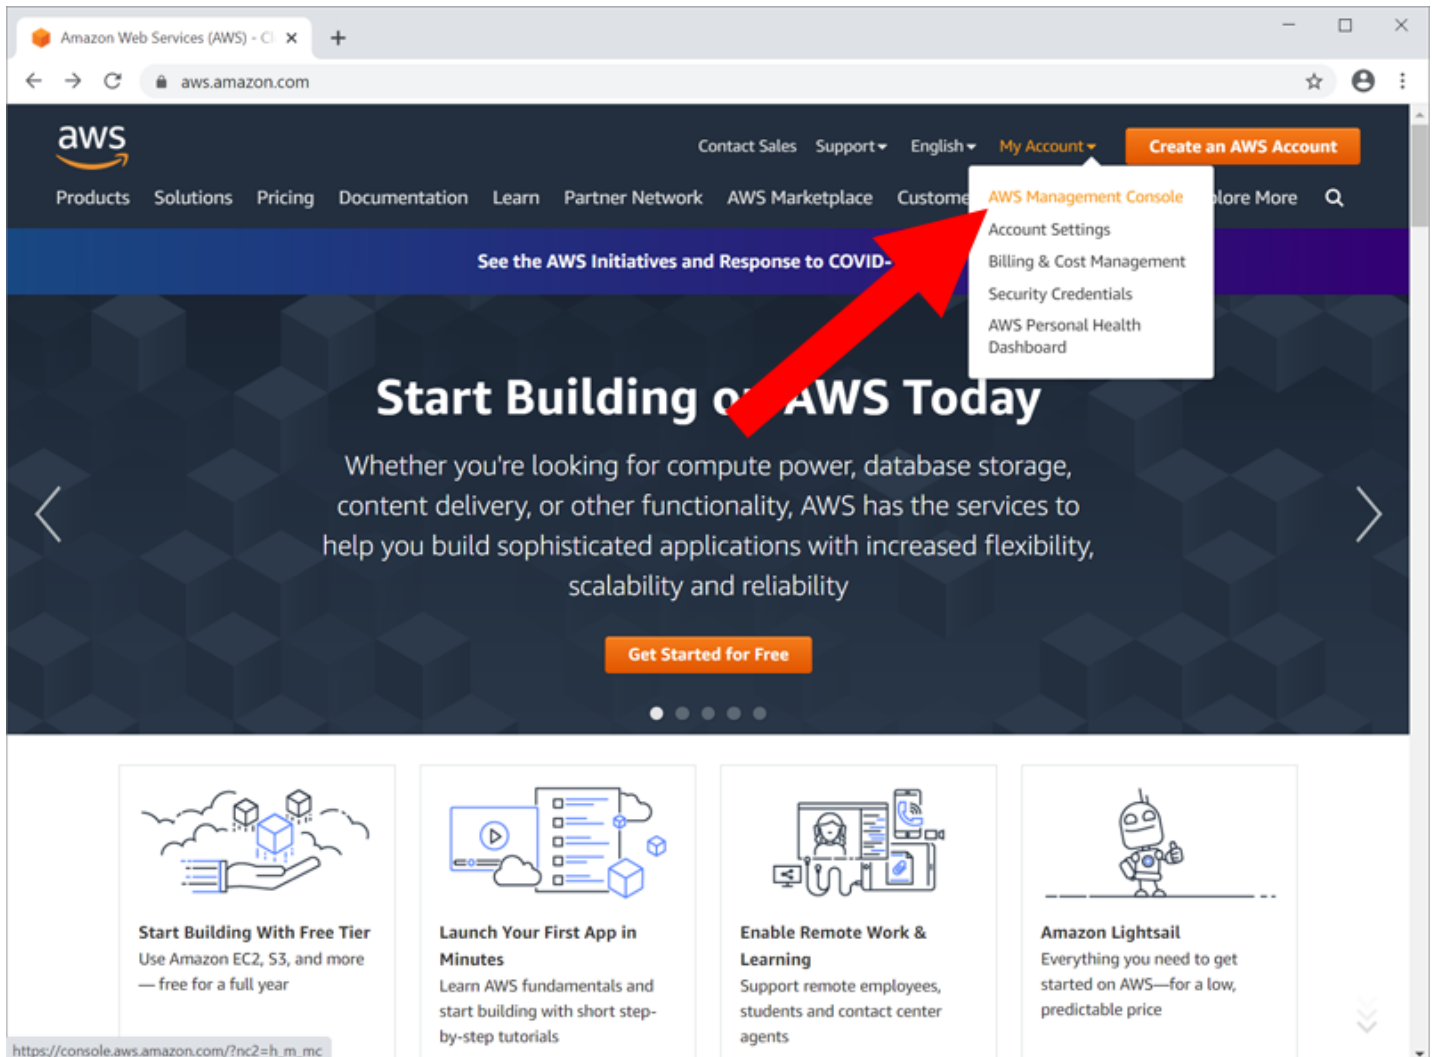 Amazon Web Services (AWS) - Cl
aws.amazon.com
aws
Contact Sales Support English My Account Create an AWS Account
Products Solutions Pricing Documentation Learn Partner Network AWS Marketplace Custome lore More
AWS Management Console
Account Settings
Billing & Cost Management
Security Credentials
AWS Personal Health
Dashboard
See the AWS Initiatives and Response to COVID-
Start Building on AWS Today
Whether you're looking for compute power, database storage,
content delivery, or other functionality, AWS has the services to
help you build sophisticated applications with increased flexibility,
scalability and reliability
Get Started for Free
Start Building With Free Tier
Use Amazon EC2, S3, and more
— free for a full year
Launch Your First App in
Minutes
Learn AWS fundamentals and
start building with short step-
by-step tutorials
Enable Remote Work &
Learning
Support remote employees,
students and contact center
agents
Amazon Lightsail
Everything you need to get
started on AWS—for a low,
predictable price
https://console.aws.amazon.com/?nc2=h_m_mc